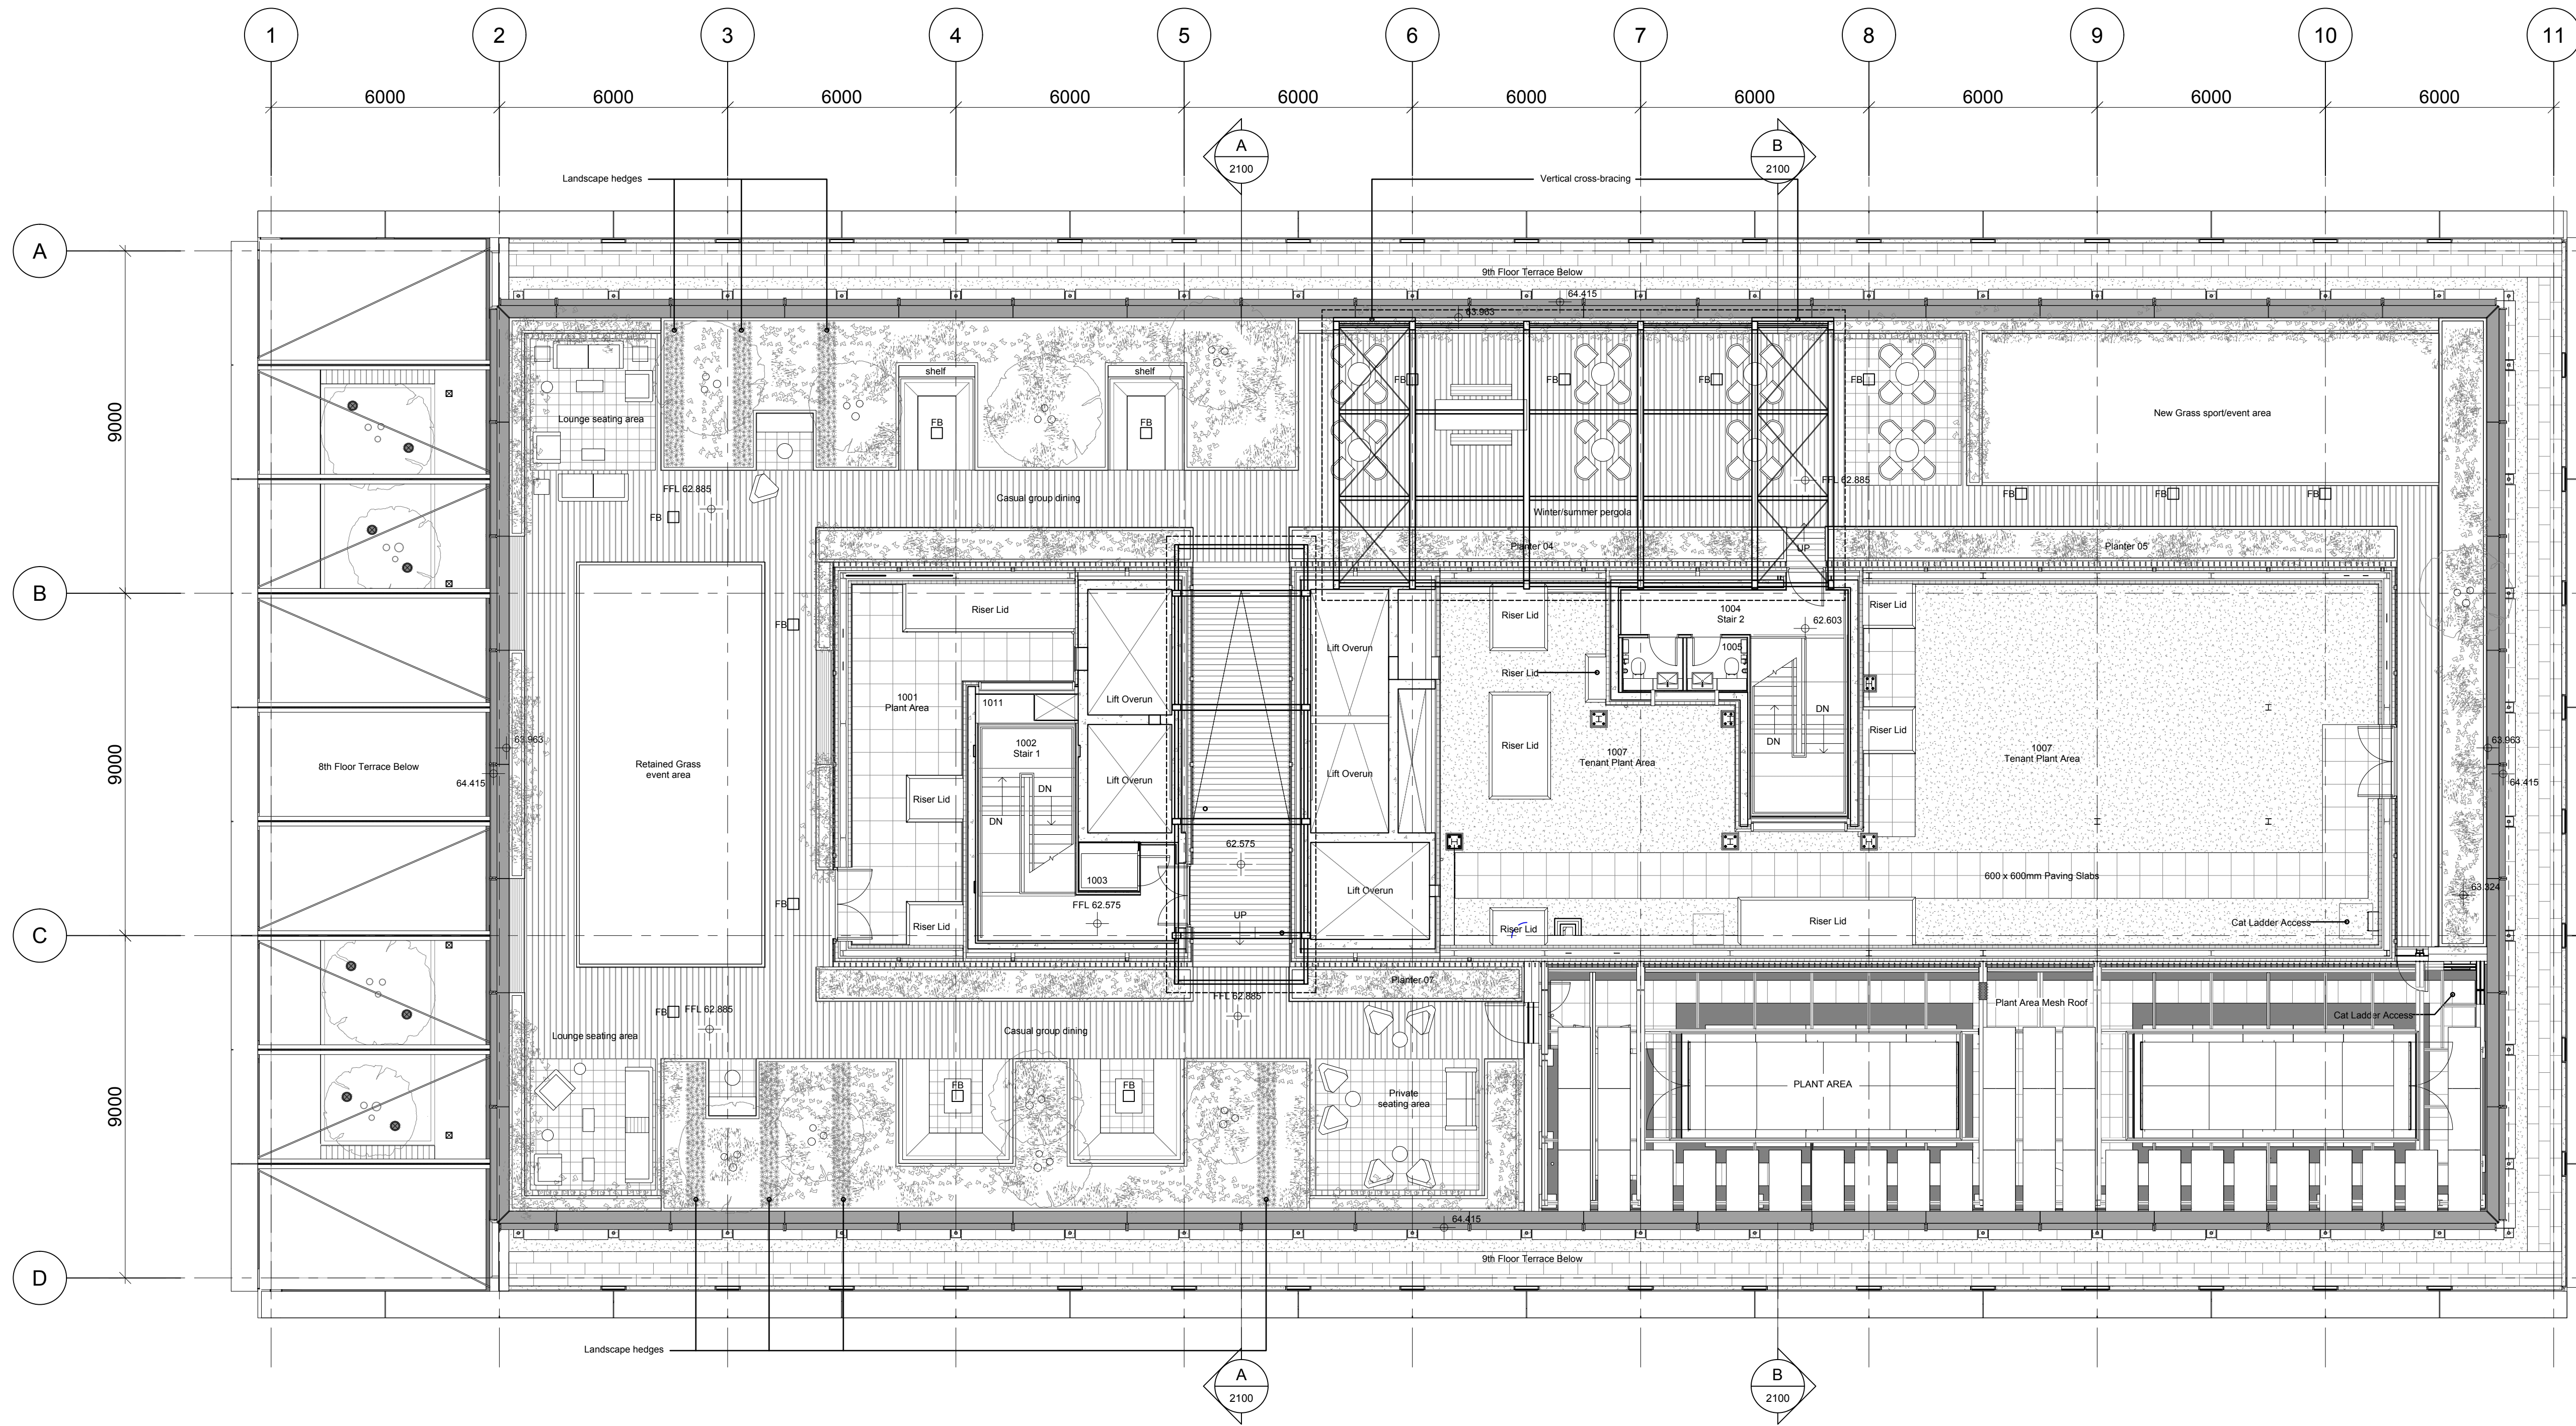 1 2 3 4 5 6 7 8 9 10 11
6000 6000 6000 6000 6000 6000 6000 6000 6000 6000
A
2100
B
2100
Landscape hedges
Vertical cross-bracing
A
9th Floor Terrace Below
64.415
63.963
shelf
shelf
FB
FB
FB
FB
9000
Lounge seating area
New Grass sport/event area
FB
FB
FFL 62.885
FFL 62.885
Casual group dining
FB
FB
FB
FB
Winter/summer pergola
Planter 04
UP
Planter 05
B
Riser Lid
1004
Stair 2
Riser Lid
FB
62.603
Riser Lid
Lift Overun
1005
Riser Lid
1001
Plant Area
Lift Overun
1011
DN
63.963
1002
Stair 1
Riser Lid
Riser Lid
63.963
DN
1007
Tenant Plant Area
1007
Tenant Plant Area
9000
8th Floor Terrace Below
Retained Grass
event area
Lift Overun
Lift Overun
64.415
64.415
DN
Riser Lid
DN
62.575
600 x 600mm Paving Slabs
1003
Lift Overun
63.324
FB
FFL 62.575
UP
Riser Lid
Riser Lid
Riser Lid
Cat Ladder Access
C
Planter 07
FFL 62.885
Plant Area Mesh Roof
FB
FFL 62.885
Cat Ladder Access
Lounge seating area
Casual group dining
FB
FB
PLANT AREA
Private
seating area
9000
64.415
9th Floor Terrace Below
D
Landscape hedges
A
2100
B
2100